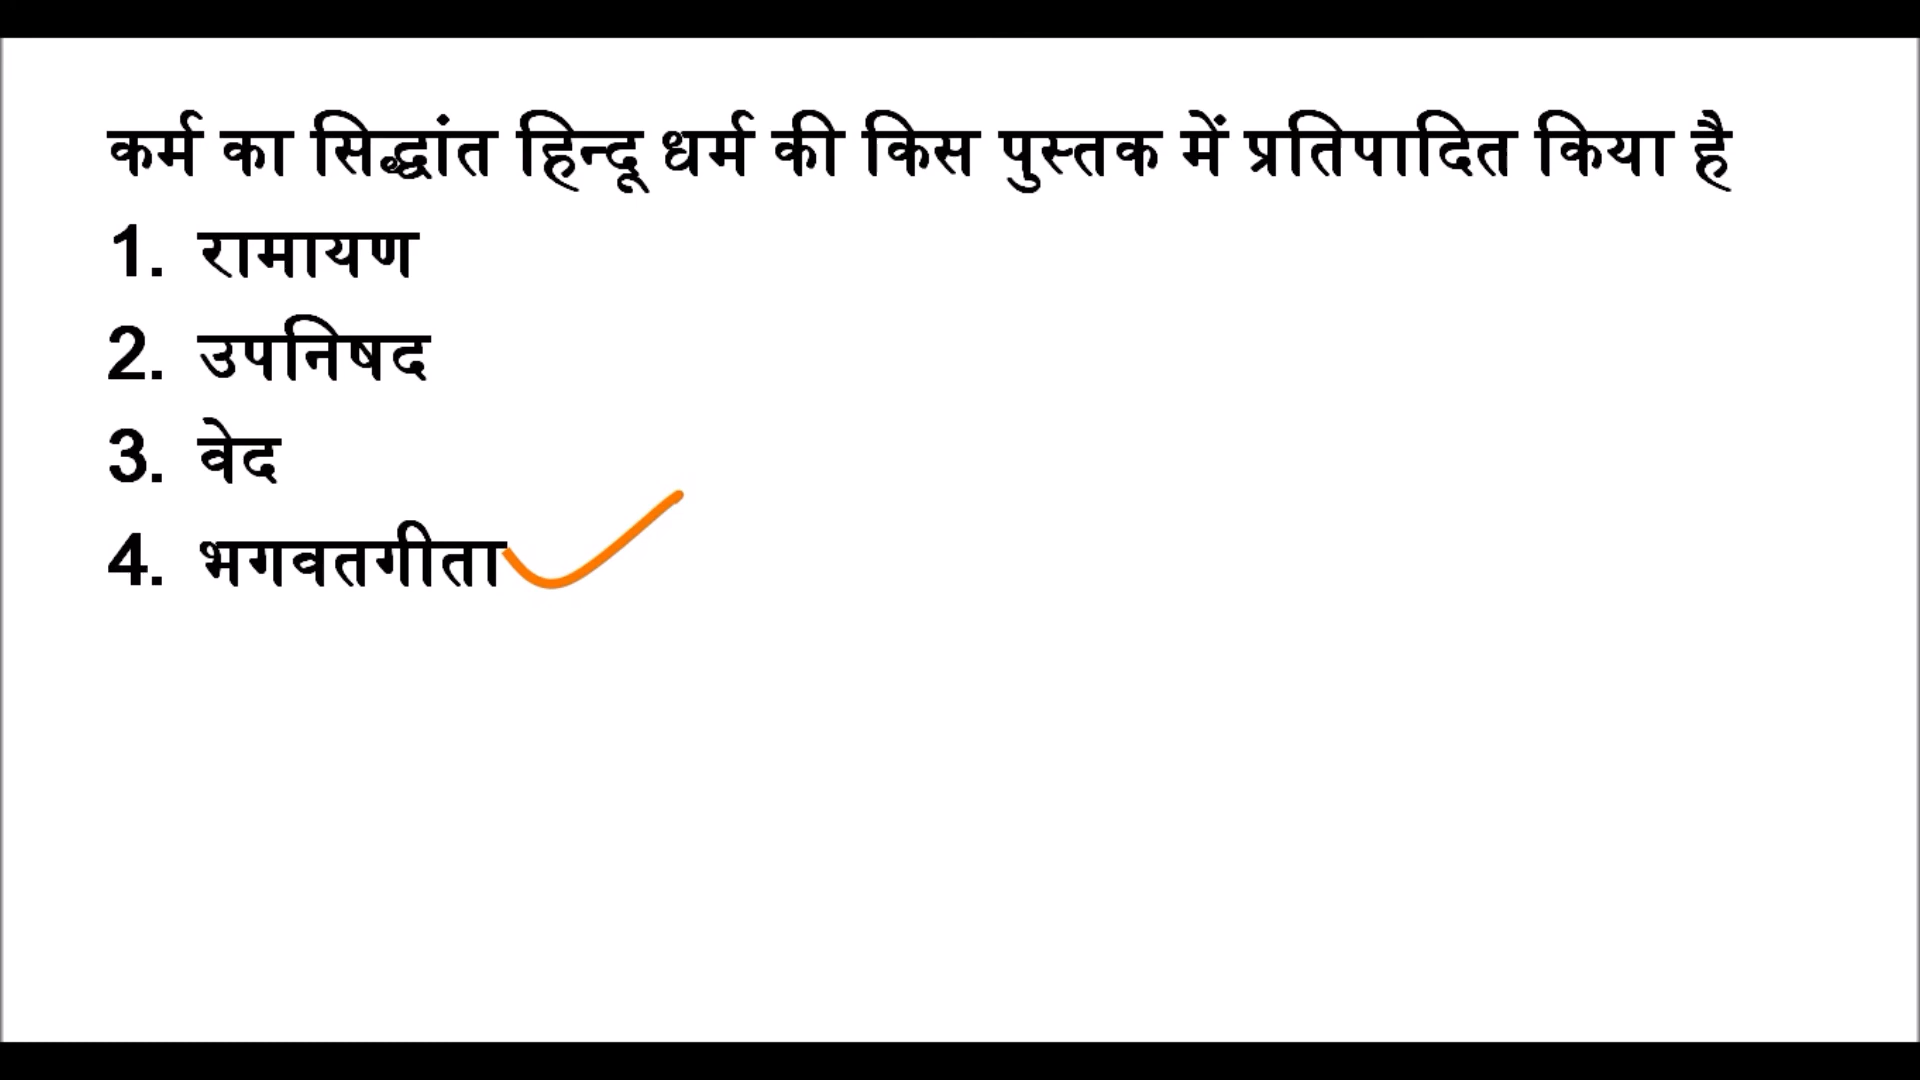 कर्म का सिद्धांत हिन्दू धर्म की किस पुस्तक में प्रतिपादित किया है
1. रामायण
2. उपनिषद
3. वेद
4. भगवतगीता